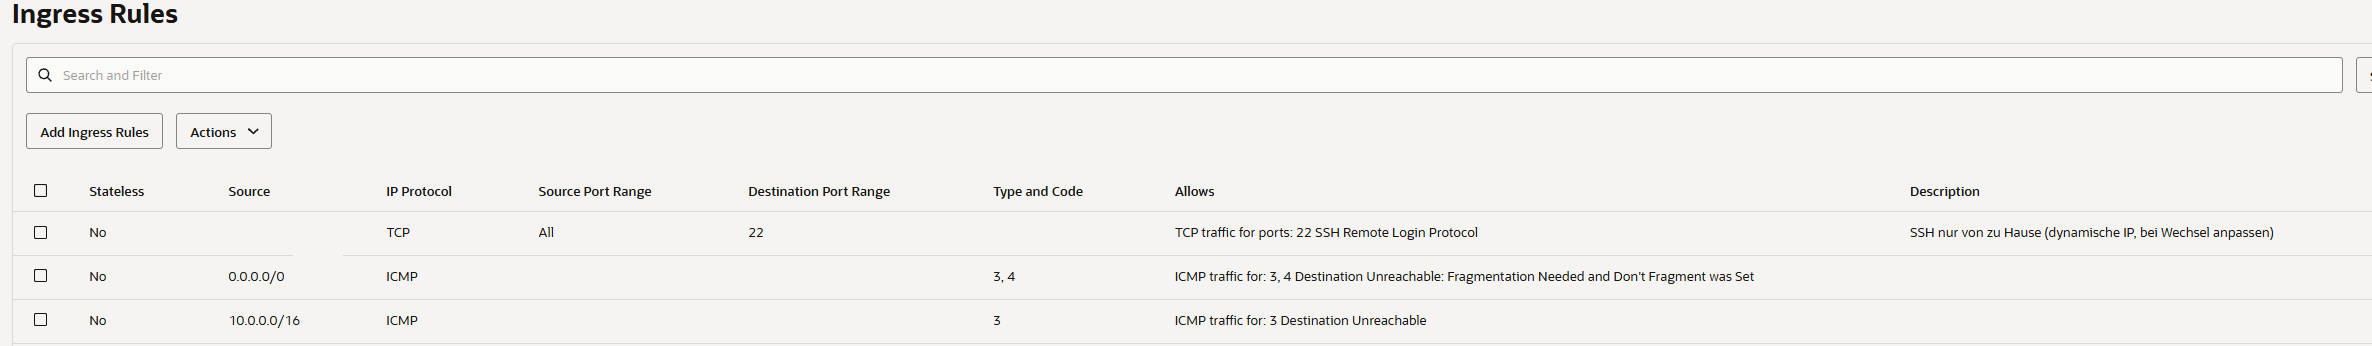 Ingress Rules
Search and Filter
Add Ingress Rules Actions
Stateless Source IP Protocol Source Port Range Destination Port Range Type and Code Allows Description
No TCP All 22 TCP traffic for ports: 22 SSH Remote Login Protocol SSH nur von zu Hause (dynamische IP, bei Wechsel anpassen)
No 0.0.0.0/0 ICMP 3, 4 ICMP traffic for: 3, 4 Destination Unreachable: Fragmentation Needed and Don't Fragment was Set
No 10.0.0.0/16 ICMP 3 ICMP traffic for: 3 Destination Unreachable